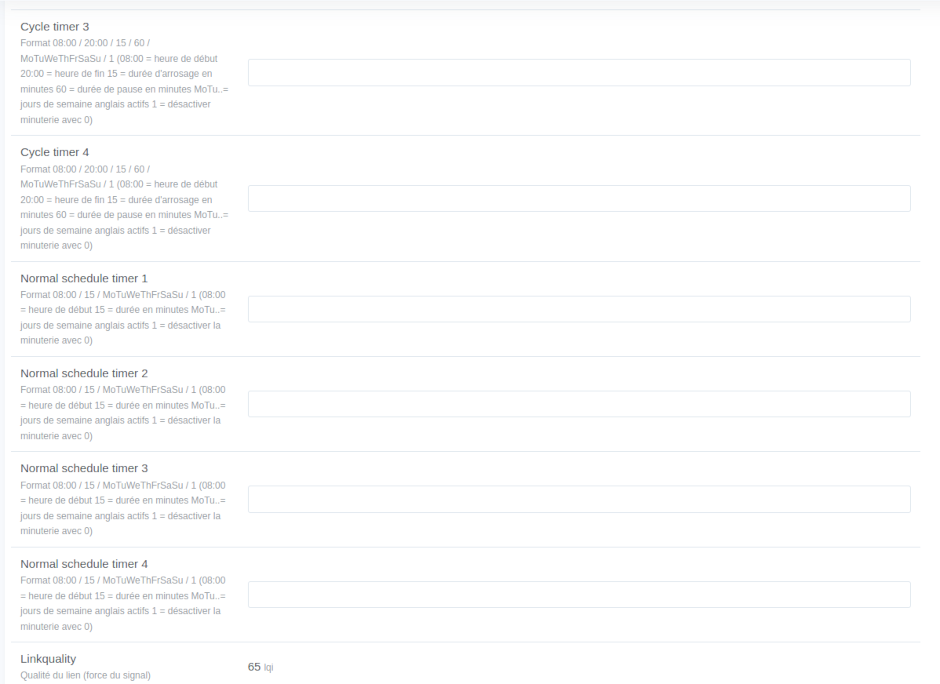 Cycle timer 3
Format 08:00 / 20:00 / 15 / 60 /
MoTuWeThFrSaSu / 1 (08:00 = heure de début
20:00 = heure de fin 15 = durée d'arrosage en
minutes 60 = durée de pause en minutes MoTu..=
jours de semaine anglais actifs 1 = désactiver
minuterie avec 0)
Cycle timer 4
Format 08:00 / 20:00 / 15 / 60 /
MoTuWeThFrSaSu / 1 (08:00 = heure de début
20:00 = heure de fin 15 = durée d'arrosage en
minutes 60 = durée de pause en minutes MoTu..=
jours de semaine anglais actifs 1 = désactiver
minuterie avec 0)
Normal schedule timer 1
Format 08:00 / 15 / MoTuWeThFrSaSu / 1 (08:00
= heure de début 15 = durée en minutes MoTu..=
jours de semaine anglais actifs 1 = désactiver la
minuterie avec 0)
Normal schedule timer 2
Format 08:00 / 15 / MoTuWeThFrSaSu / 1 (08:00
= heure de début 15 = durée en minutes MoTu..=
jours de semaine anglais actifs 1 = désactiver la
minuterie avec 0)
Normal schedule timer 3
Format 08:00 / 15 / MoTuWeThFrSaSu / 1 (08:00
= heure de début 15 = durée en minutes MoTu..=
jours de semaine anglais actifs 1 = désactiver la
minuterie avec 0)
Normal schedule timer 4
Format 08:00 / 15 / MoTuWeThFrSaSu / 1 (08:00
= heure de début 15 = durée en minutes MoTu..=
jours de semaine anglais actifs 1 = désactiver la
minuterie avec 0)
Linkquality
Qualité du lien (force du signal)
65 lqi